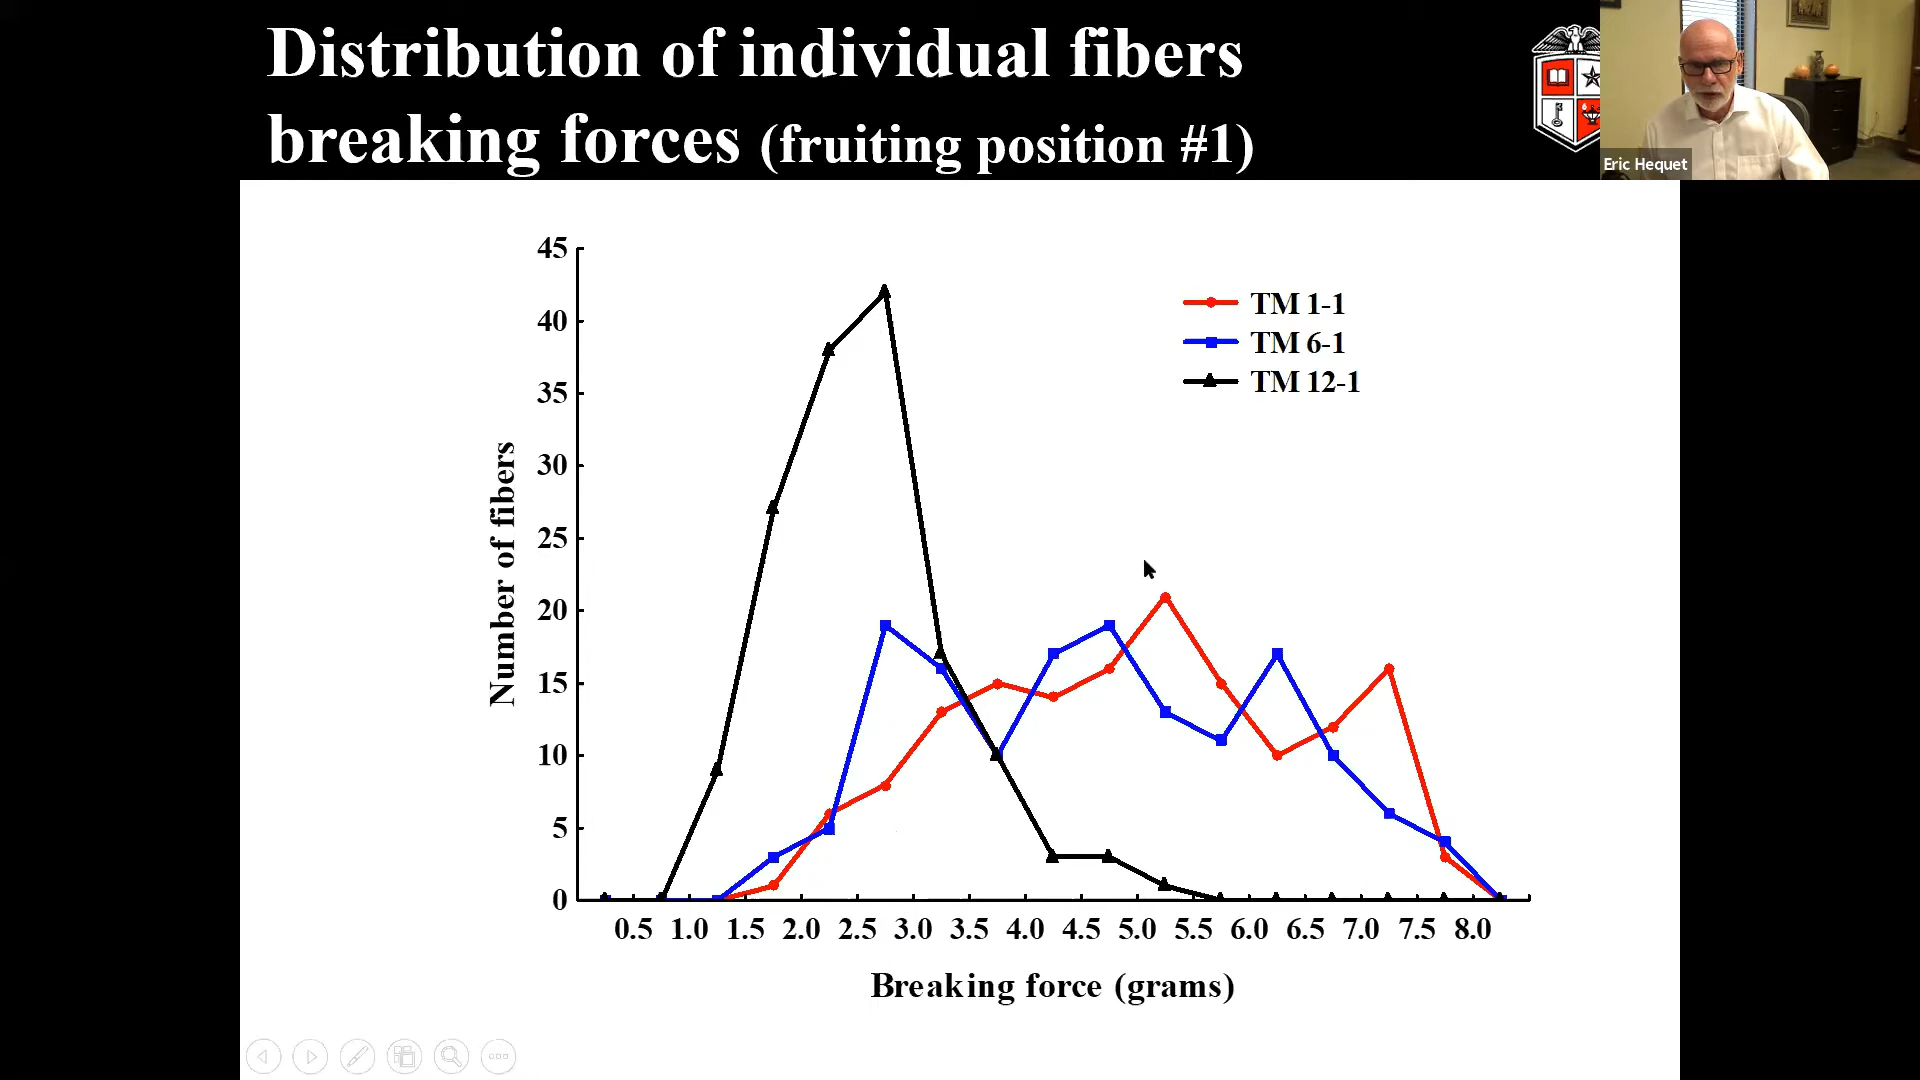 Distribution of individual fibers
breaking forces (fruiting position #1)
Eric Hequet
45
40
35
30
25
20
15
10
5
0
Number of fibers
TM 1-1
TM 6-1
TM 12-1
0.5 1.0 1.5 2.0 2.5 3.0 3.5 4.0 4.5 5.0 5.5 6.0 6.5 7.0 7.5 8.0
Breaking force (grams)